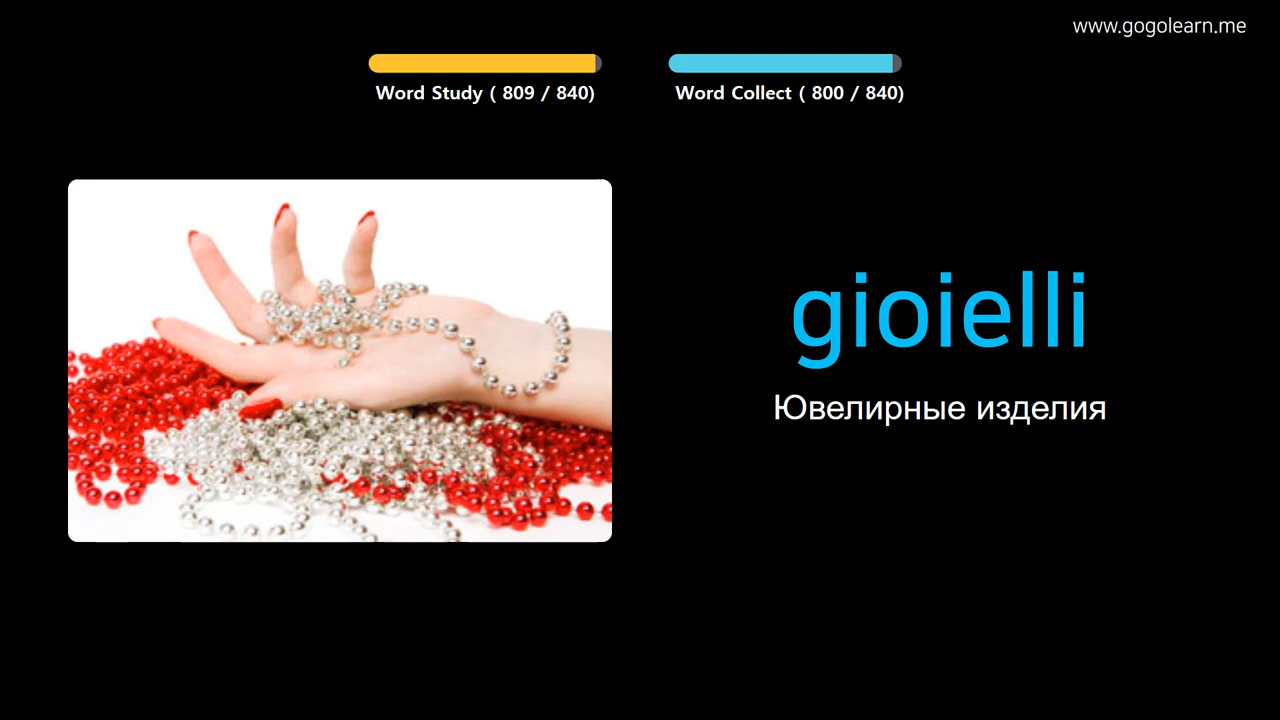 www.gogolearn.me
Word Study ( 809 / 840)
Word Collect ( 800 / 840)
gioielli
Ювелирные изделия